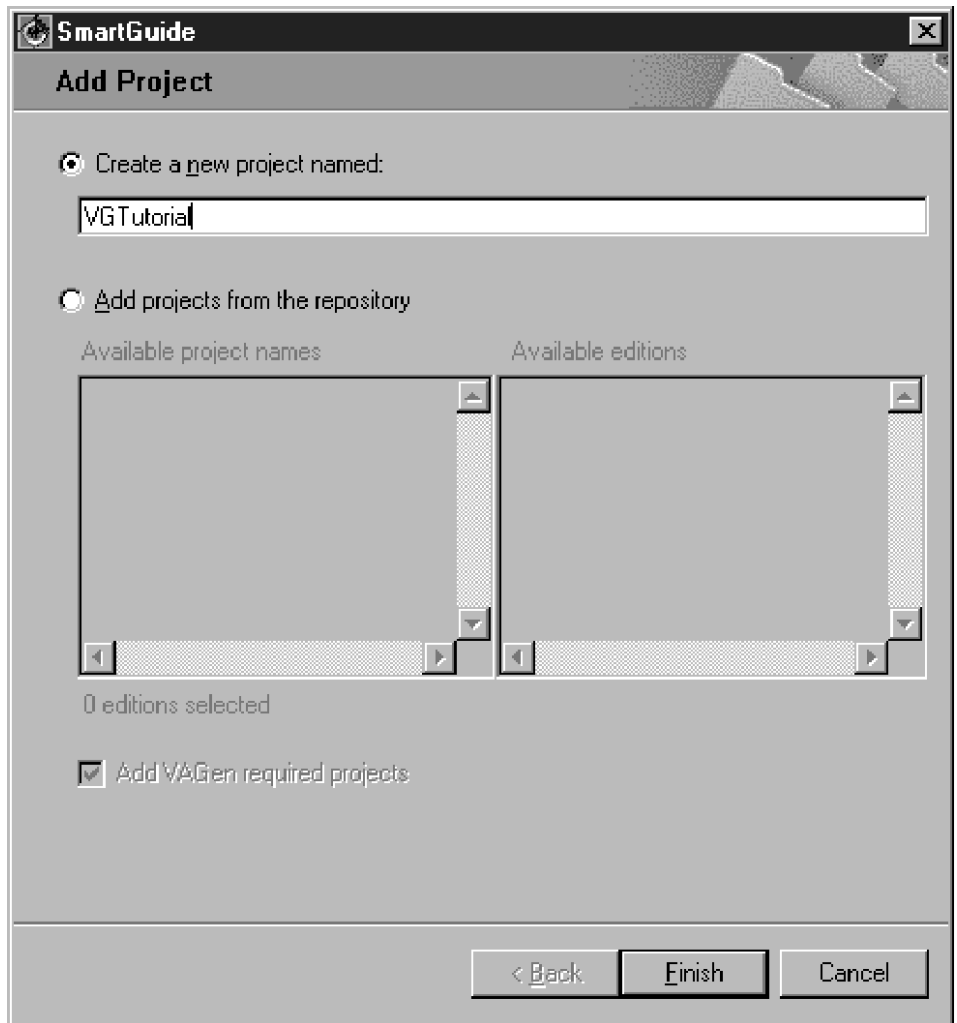 SmartGuide
Add Project
Create a new project named:
VGTutorial
Add projects from the repository
Available project names
Available editions
0 editions selected
Add VAGen required projects
< Back
Finish
Cancel